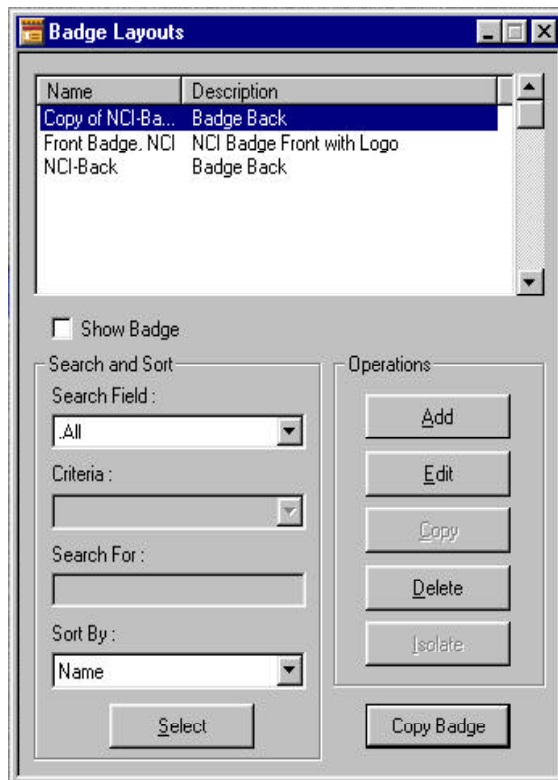 Badge Layouts
Name Description
Copy of NCI-Ba... Badge Back
Front Badge, NCI NCI Badge Front with Logo
NCI-Back Badge Back
Show Badge
Search and Sort
Search Field :
.All
Criteria :
Search For :
Sort By :
Name
Select
Operations
Add
Edit
Copy
Delete
Isolate
Copy Badge